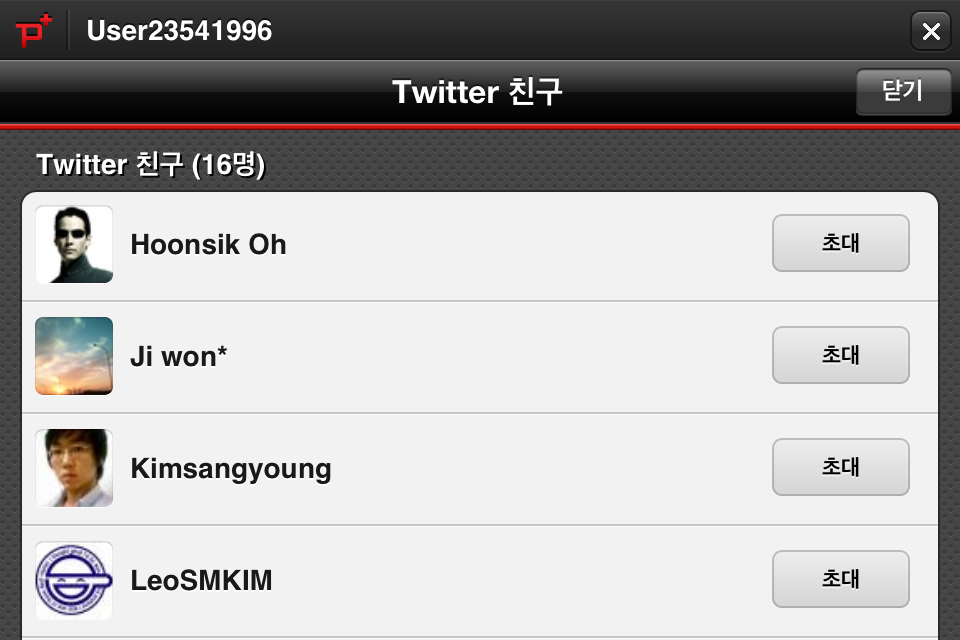 P+
User23541996
Twitter 친구
닫기
Twitter 친구 (16명)
Hoonsik Oh
초대
Ji won*
초대
Kimsangyoung
초대
LeoSMKIM
초대